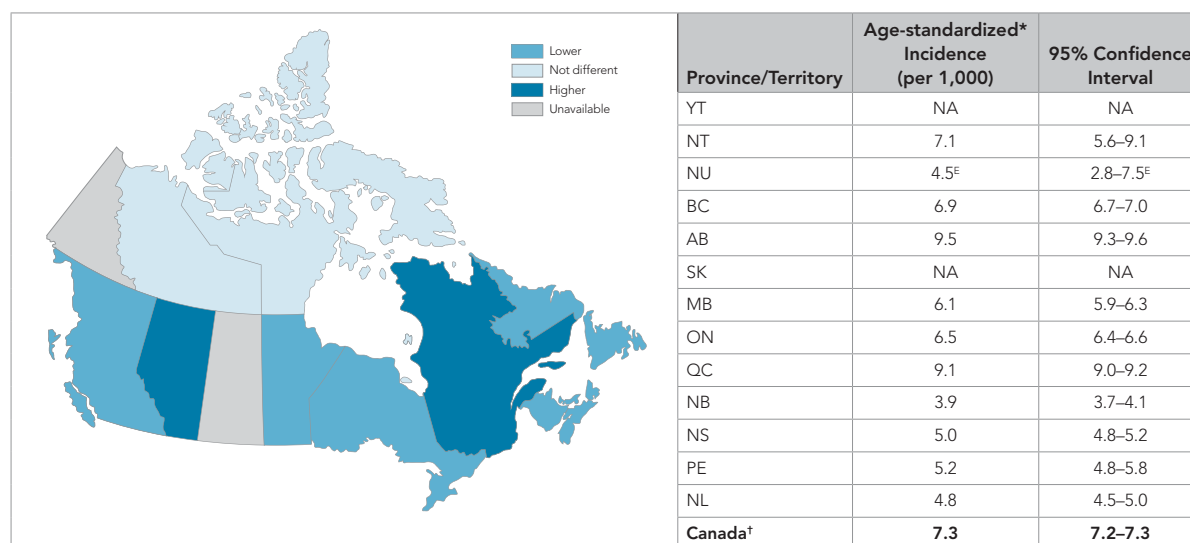 Lower
Not different
Higher
Unavailable
Province/Territory Age-standardized* Incidence (per 1,000) 95% Confidence Interval
YT NA NA
NT 7.1 5.6–9.1
NU 4.5ᴱ 2.8–7.5ᴱ
BC 6.9 6.7–7.0
AB 9.5 9.3–9.6
SK NA NA
MB 6.1 5.9–6.3
ON 6.5 6.4–6.6
QC 9.1 9.0–9.2
NB 3.9 3.7–4.1
NS 5.0 4.8–5.2
PE 5.2 4.8–5.8
NL 4.8 4.5–5.0
Canada† 7.3 7.2–7.3